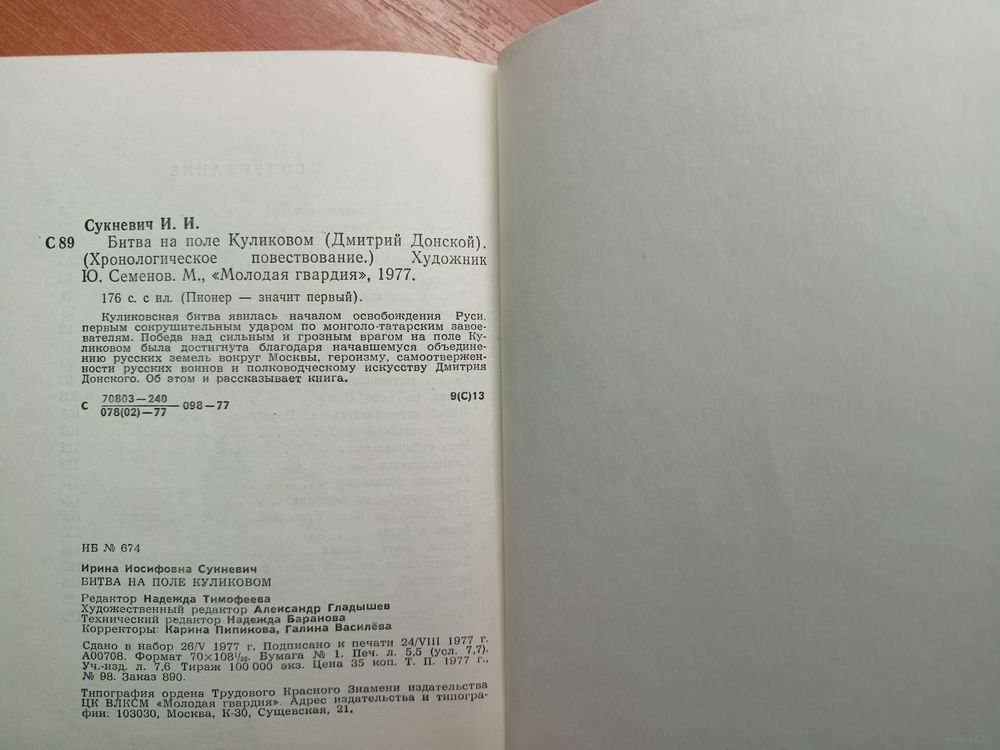 Сукневич И. И.
С 89 Битва на поле Куликовом (Дмитрий Донской).
(Хронологическое повествование.) Художник
Ю. Семенов. М., «Молодая гвардия», 1977.
176 с. с ил. (Пионер — значит первый).
Куликовская битва явилась началом освобождения Руси,
первым сокрушительным ударом по монголо-татарским завое-
вателям. Победа над сильным и грозным врагом на поле Ку-
ликовом была достигнута благодаря начавшемуся объедине-
нию русских земель вокруг Москвы, героизму, самоотвержен-
ности русских воинов и полководческому искусству Дмитрия
Донского. Об этом и рассказывает книга.
С 70803—240
078(02)—77 098—77 9(С)13
ИБ № 674
Ирина Иосифовна Сукневич
БИТВА НА ПОЛЕ КУЛИКОВОМ
Редактор Надежда Тимофеева
Художественный редактор Александр Гладышев
Технический редактор Надежда Баранова
Корректоры: Карина Пипикова, Галина Василёва
Сдано в набор 26/V 1977 г. Подписано к печати 24/VIII 1977 г.
А00708. Формат 70×108¹/₃₂. Бумага № 1. Печ. л. 5,5 (усл. 7,7).
Уч.-изд. л. 7,6 Тираж 100 000 экз. Цена 35 коп. Т. П. 1977 г.,
№ 98. Заказ 890.
Типография ордена Трудового Красного Знамени издательства
ЦК ВЛКСМ «Молодая гвардия». Адрес издательства и типогра-
фии: 103030, Москва, К-30, Сущевская, 21.